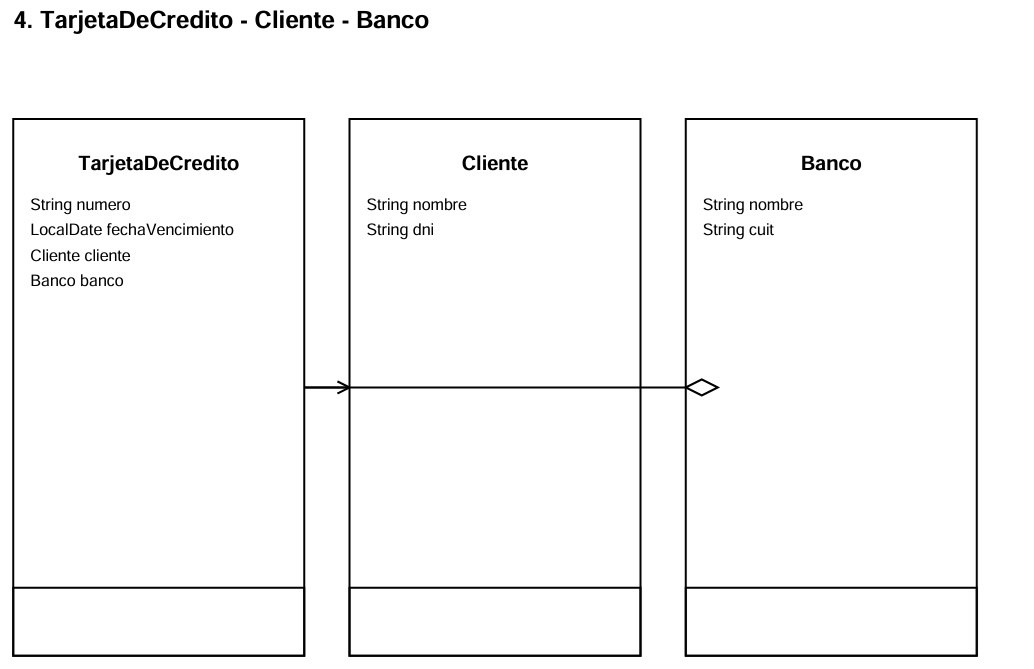 4. TarjetaDeCredito - Cliente - Banco
TarjetaDeCredito
String numero
LocalDate fechaVencimiento
Cliente cliente
Banco banco
Cliente
String nombre
String dni
Banco
String nombre
String cuit